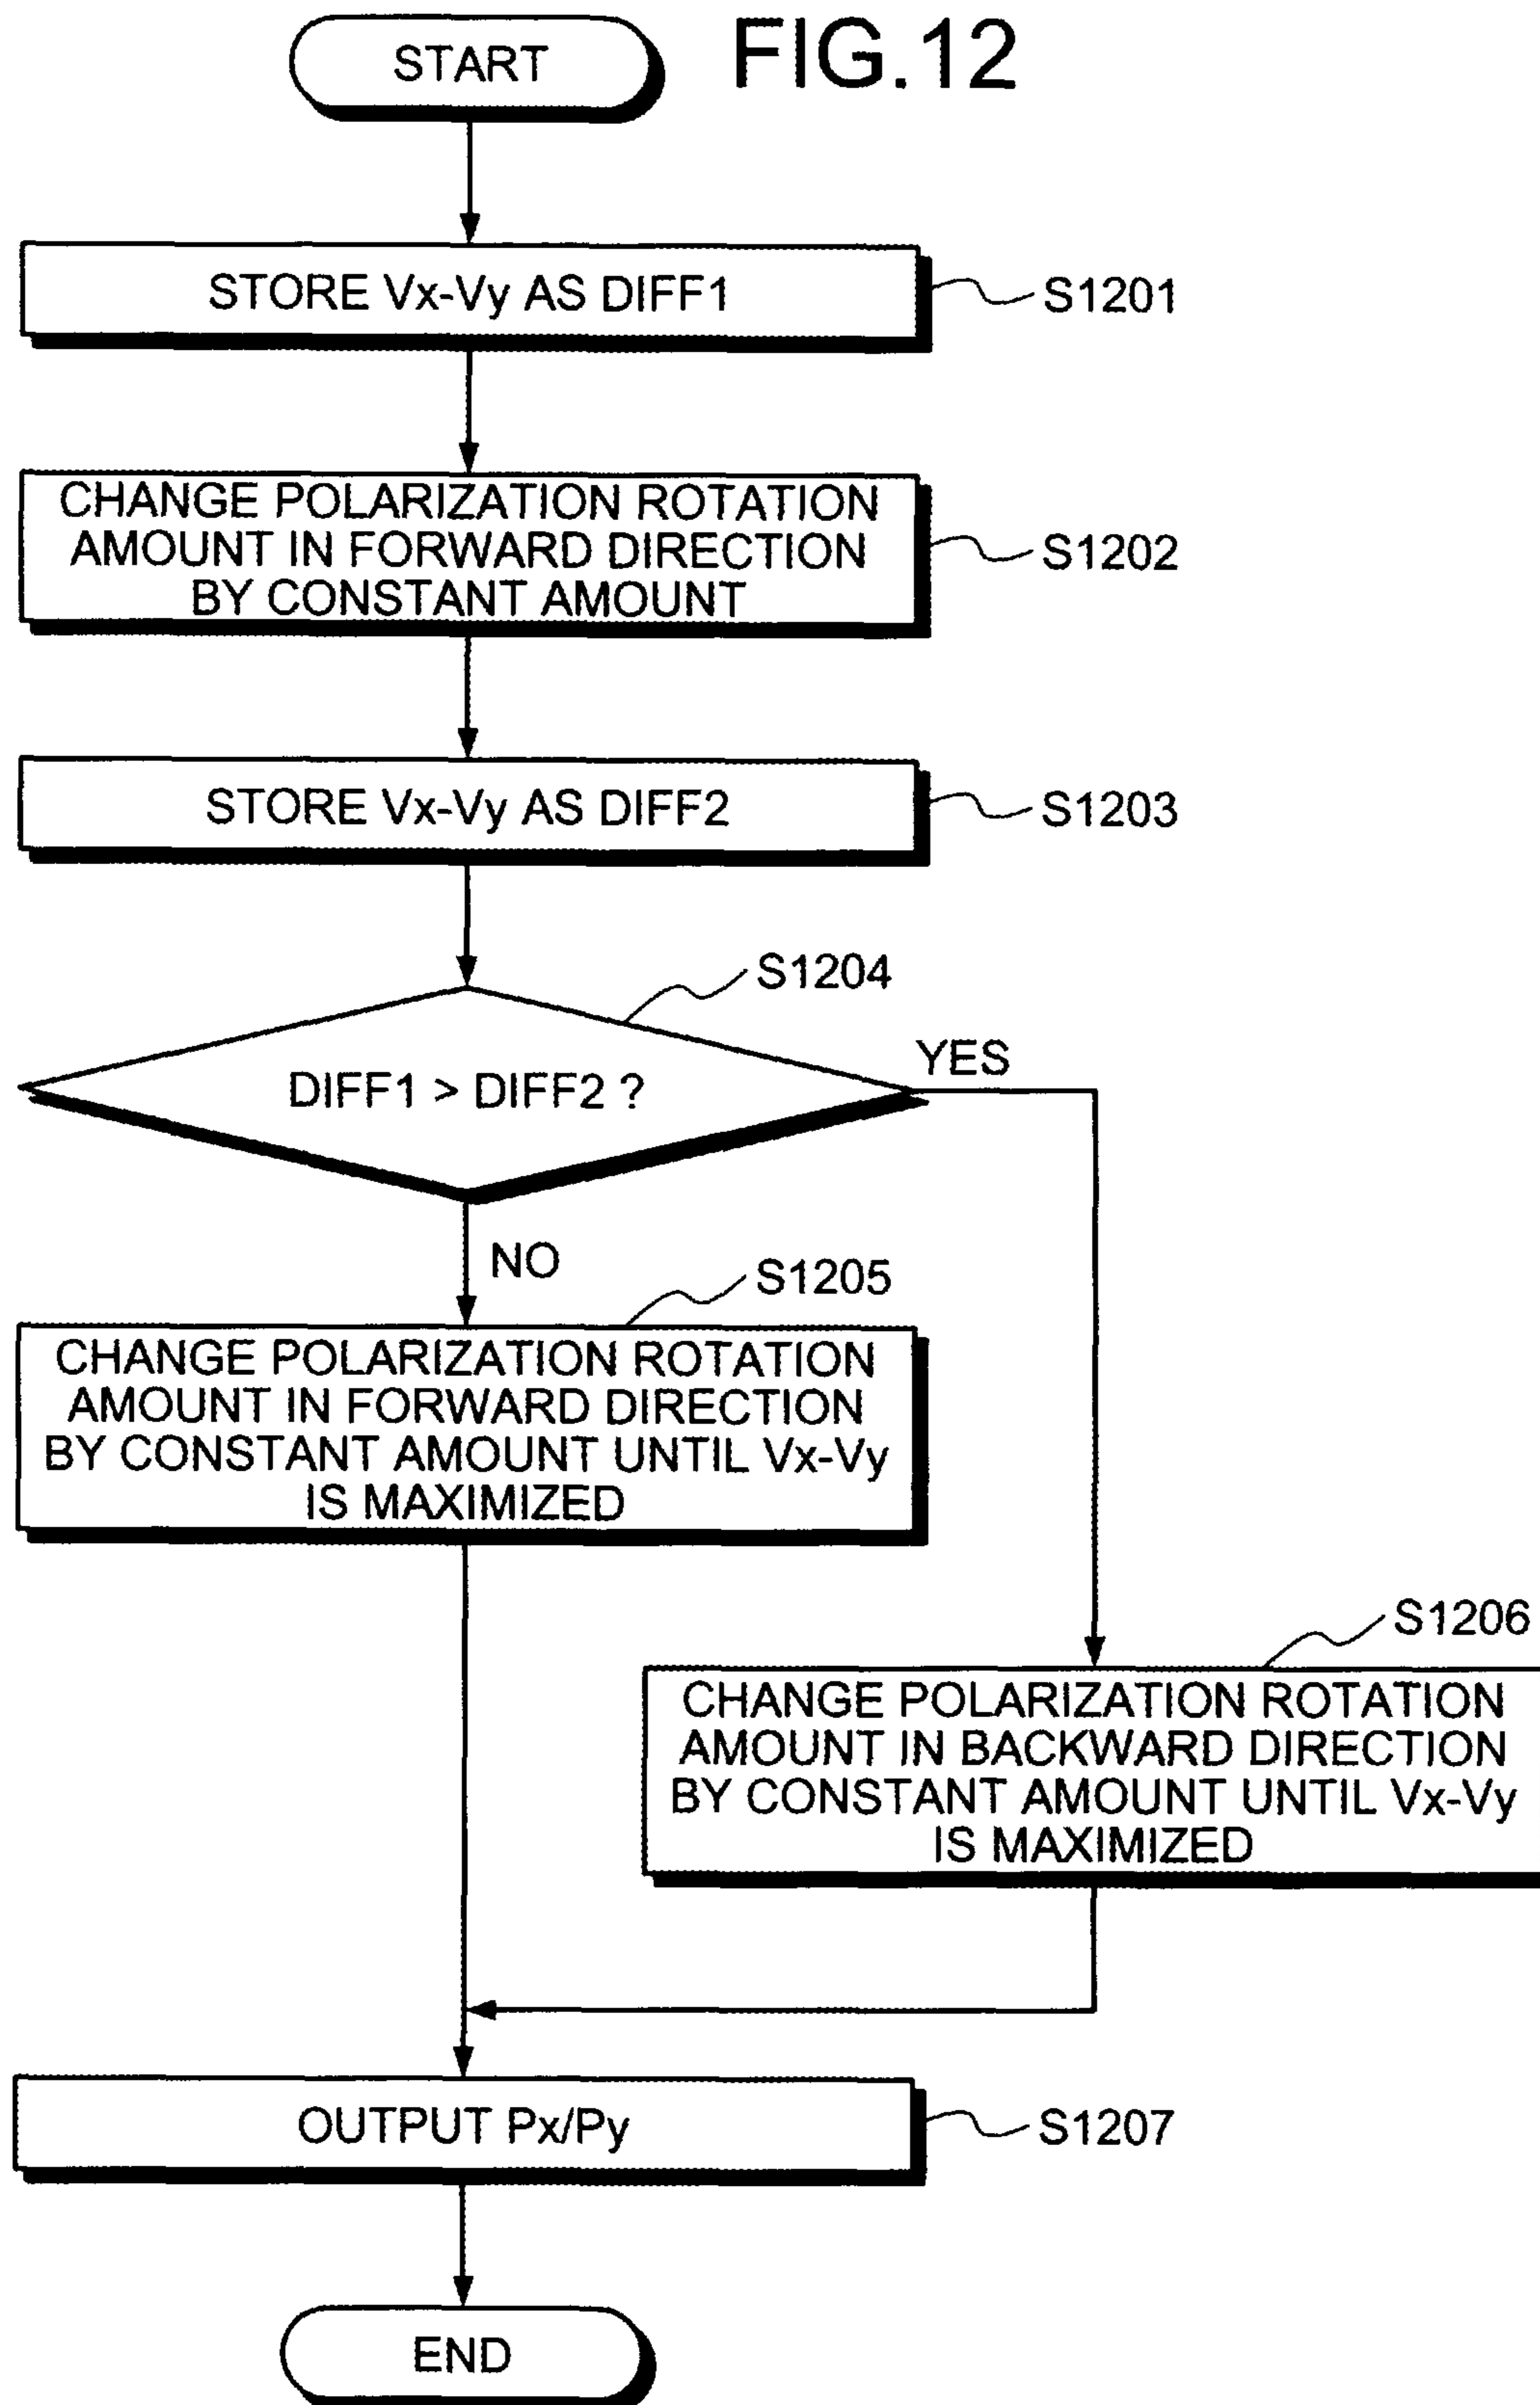 START
FIG.12
STORE Vx-Vy AS DIFF1
S1201
CHANGE POLARIZATION ROTATION
AMOUNT IN FORWARD DIRECTION
BY CONSTANT AMOUNT
S1202
STORE Vx-Vy AS DIFF2
S1203
S1204
DIFF1 > DIFF2 ?
YES
NO
S1205
CHANGE POLARIZATION ROTATION
AMOUNT IN FORWARD DIRECTION
BY CONSTANT AMOUNT UNTIL Vx-Vy
IS MAXIMIZED
S1206
CHANGE POLARIZATION ROTATION
AMOUNT IN BACKWARD DIRECTION
BY CONSTANT AMOUNT UNTIL Vx-Vy
IS MAXIMIZED
OUTPUT Px/Py
S1207
END